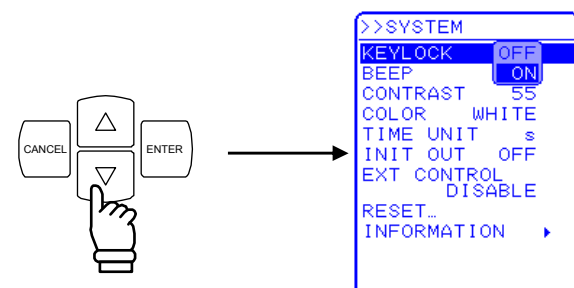 CANCEL
ENTER
>>SYSTEM
KEYLOCK OFF
BEEP ON
CONTRAST 55
COLOR WHITE
TIME UNIT s
INIT OUT OFF
EXT CONTROL
DISABLE
RESET…
INFORMATION